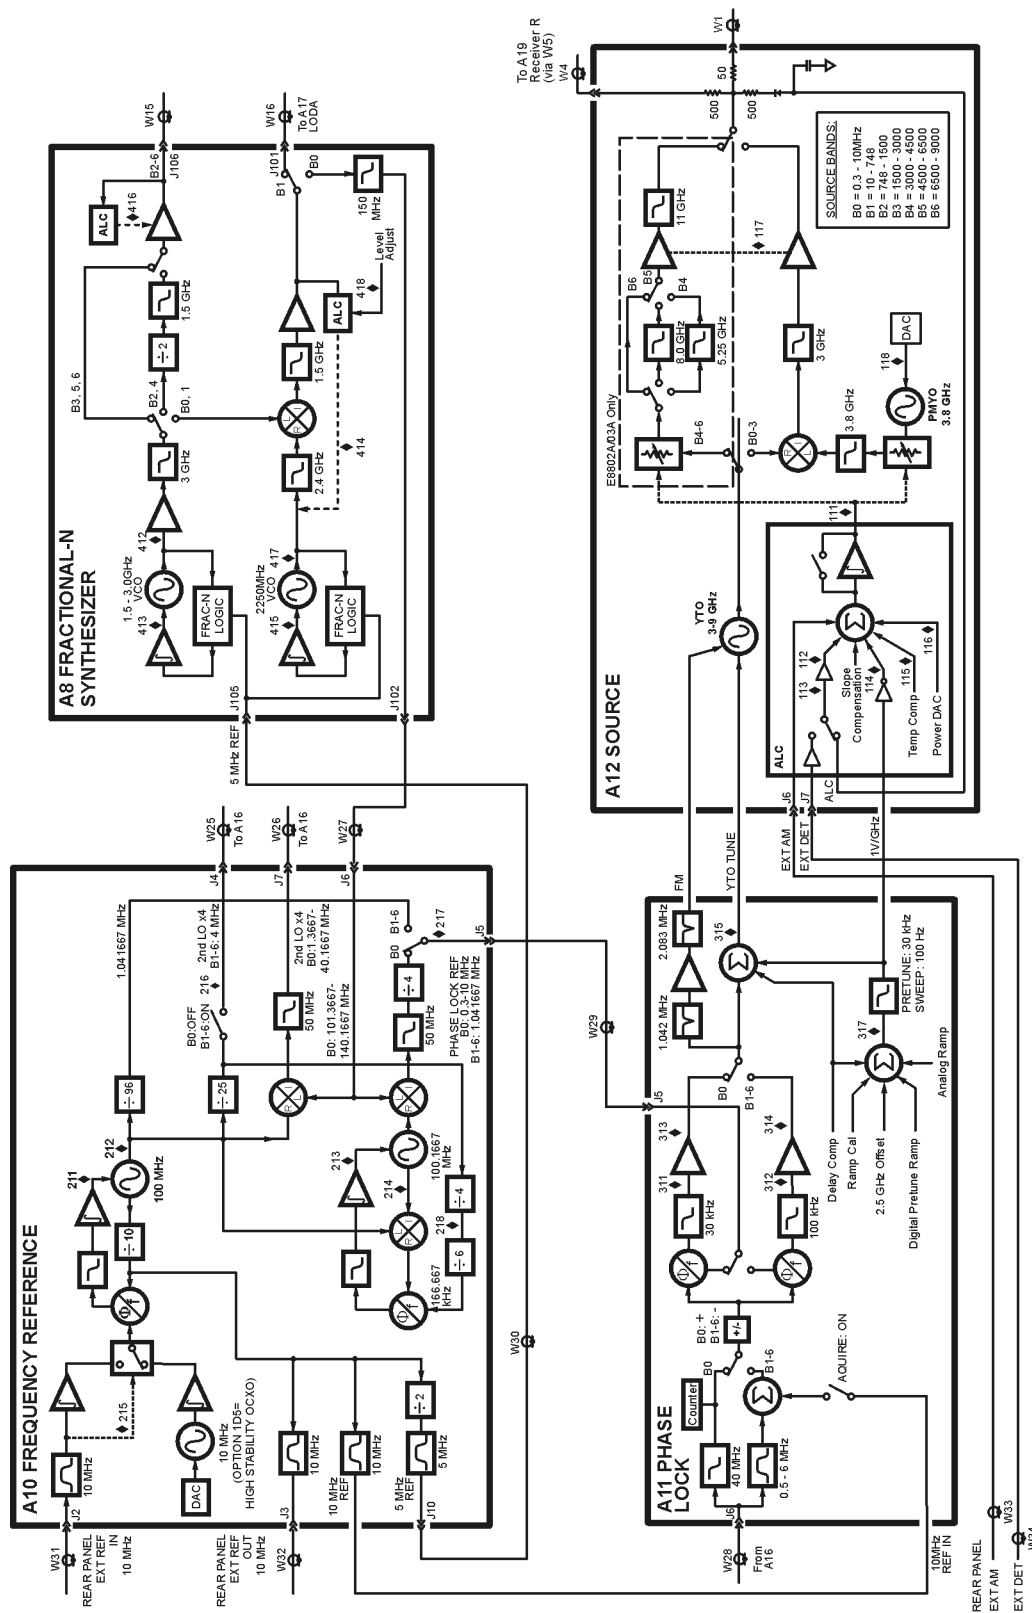 A10 FREQUENCY REFERENCE
REAR PANEL
EXT REF
IN
10 MHz
W31
J2
10 MHz
215
DAC
10 MHz
(OPTION 1D5=
HIGH STABILITY OCXO)
Φ
f
211
212
100 MHz
÷ 10
÷ 96
1.041667 MHz
÷ 25
B0:OFF
B1-6:ON
216
2nd LO x4
B1-6: 4 MHz
J4
W25
To A16
50 MHz
2nd LO x4
B0:1.3667-
40.1667 MHz
J7
W26
To A16
B0: 101.3667-
140.1667 MHz
R
I
L
J6
W27
213
214
100.1667
MHz
R
L
I
50 MHz
÷ 4
B0
B1-6
217
PHASE LOCK REF
B0: 0.3-10 MHz
B1-6: 1.041667 MHz
J5
R
I
L
Φ
f
166.667
kHz
÷ 6
218
÷ 4
REAR PANEL
EXT REF
OUT
10 MHz
W32
J3
10 MHz
10 MHz
REF
10 MHz
5 MHz
REF
J10
5 MHz
÷ 2
W30
A8 FRACTIONAL-N
SYNTHESIZER
413
1.5 - 3.0GHz
VCO
412
FRAC-N
LOGIC
3 GHz
B3, 5, 6
B2, 4
B0, 1
÷ 2
1.5 GHz
ALC
416
B2-6
J106
W15
5 MHz REF
J105
415
2250MHz
VCO
417
FRAC-N
LOGIC
2.4 GHz
R
L
I
414
1.5 GHz
ALC
418
Level
Adjust
B1
B0
J101
W16
To A17
LODA
150
MHz
J102
A11 PHASE
LOCK
W28
From
A16
J6
40 MHz
Counter
0.5 - 6 MHz
Σ
B0
B1-6
AQUIRE: ON
B0: +
B1-6: -
+/-
Φ
f
Φ
f
30 kHz
311
313
100 kHz
312
314
J5
W29
B0
B1-6
1.042 MHz
2.083 MHz
FM
Σ
315
YTO TUNE
Delay Comp
Ramp Cal
2.5 GHz Offset
Digital Pretune Ramp
Analog Ramp
Σ
317
PRETUNE: 30 kHz
SWEEP: 100 Hz
1V/GHz
10MHz
REF IN
REAR PANEL
EXT AM
W33
EXT DET
W34
A12 SOURCE
YTO
3-9 GHz
EXT AM
J6
EXT DET
J7
ALC
ALC
113
112
Slope
Compensation
114
Temp Comp
115
Power DAC
116
Σ
111
E8802A/03A Only
B4-6
B0-3
8.0 GHz
5.25 GHz
B6
B5
B4
11 GHz
117
R
I
L
3 GHz
3.8 GHz
PMYO
3.8 GHz
118
DAC
500
500
50
To A19
Receiver R
(via W5)
W4
W1
SOURCE BANDS:
B0 = 0.3 - 10MHz
B1 = 10 - 748
B2 = 748 - 1500
B3 = 1500 - 3000
B4 = 3000 - 4500
B5 = 4500 - 6500
B6 = 6500 - 9000